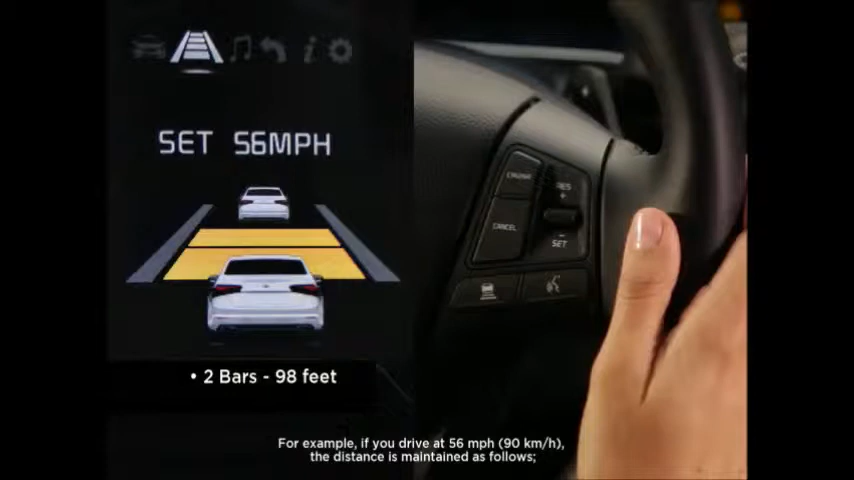 SET 56MPH
CRUISE
RES
+
CANCEL
-
SET
• 2 Bars - 98 feet
For example, if you drive at 56 mph (90 km/h),
the distance is maintained as follows;